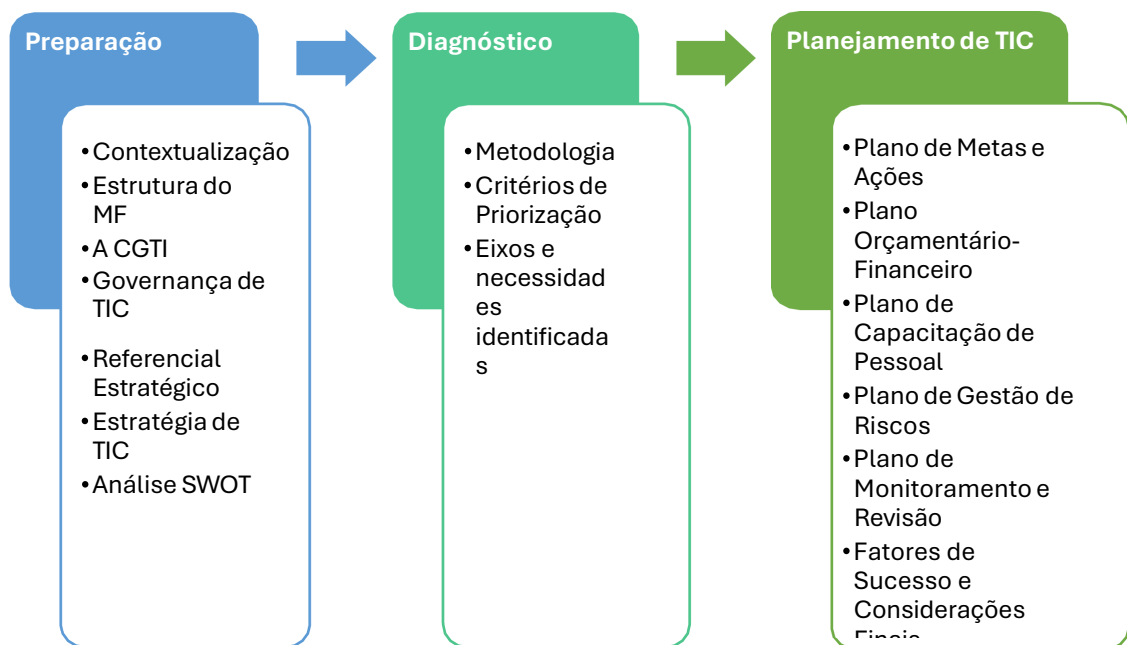 Preparação
•Contextualização
•Estrutura do
MF
•A CGTI
•Governança de
TIC
•Referencial
Estratégico
•Estratégia de
TIC
•Análise SWOT
Diagnóstico
•Metodologia
•Critérios de
Priorização
•Eixos e
necessidad
es
identificada
s
Planejamento de TIC
•Plano de Metas e
Ações
•Plano
Orçamentário-
Financeiro
•Plano de
Capacitação de
Pessoal
•Plano de Gestão de
Riscos
•Plano de
Monitoramento e
Revisão
•Fatores de
Sucesso e
Considerações
Finais